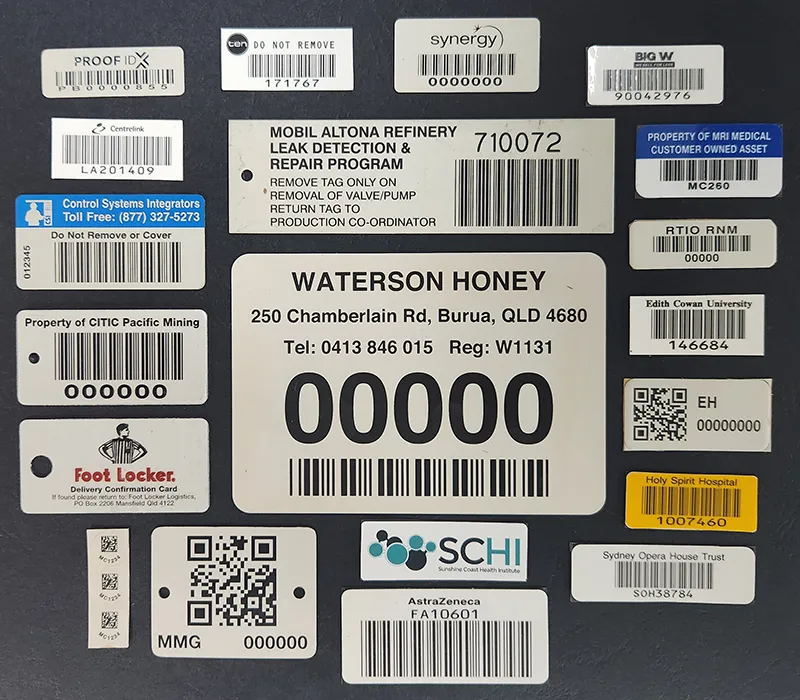 PROOF IDX
PB0000855
ten DO NOT REMOVE
171767
synergy
0000000
BIG W
90042976
Centrelink
LA201409
MOBIL ALTONA REFINERY
LEAK DETECTION &
REPAIR PROGRAM
710072
REMOVE TAG ONLY ON
REMOVAL OF VALVE/PUMP
RETURN TAG TO
PRODUCTION CO-ORDINATOR
PROPERTY OF MRI MEDICAL
CUSTOMER OWNED ASSET
MC260
CSI
Control Systems Integrators
Toll Free: (877) 327-5273
Do Not Remove or Cover
012345
RTIO RNM
00000
WATERSON HONEY
250 Chamberlain Rd, Burua, QLD 4680
Tel: 0413 846 015 Reg: W1131
00000
Property of CITIC Pacific Mining
000000
Edith Cowan University
146684
EH
00000000
Foot Locker.
Delivery Confirmation Card
If found please return to: Foot Locker Logistics,
PO Box 2206 Mansfield Qld 4122
Holy Spirit Hospital
1007460
MC1234
MC1234
MC1234
MMG 000000
SCHI
Sunshine Coast Health Institute
Sydney Opera House Trust
SOH38784
AstraZeneca
FA10601